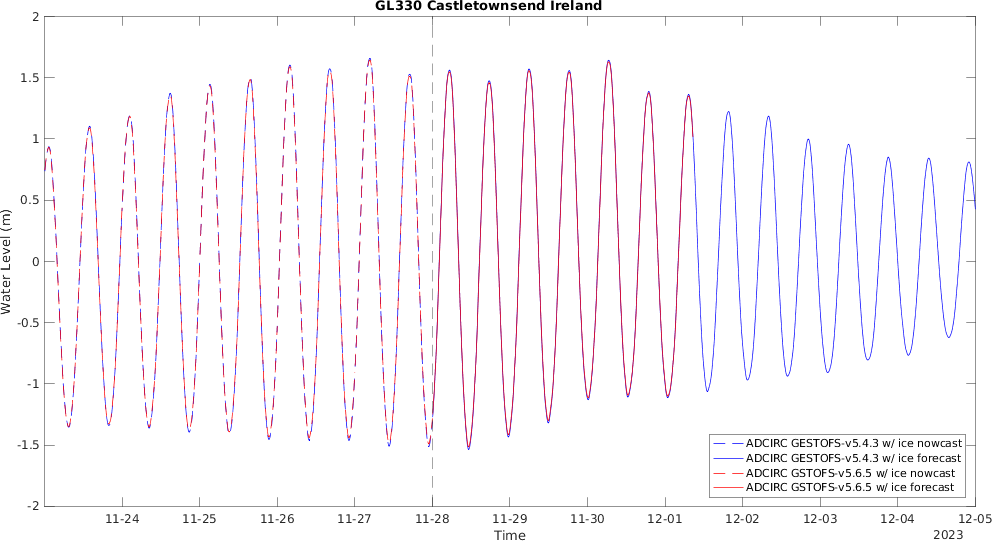 GL330 Castletownsend Ireland
2
1.5
1
0.5
0
-0.5
-1
-1.5
-2
Water Level (m)
11-24 11-25 11-26 11-27 11-28 11-29 11-30 12-01 12-02 12-03 12-04 12-05
Time
2023
ADCIRC GESTOFS-v5.4.3 w/ ice nowcast
ADCIRC GESTOFS-v5.4.3 w/ ice forecast
ADCIRC GSTOFS-v5.6.5 w/ ice nowcast
ADCIRC GSTOFS-v5.6.5 w/ ice forecast